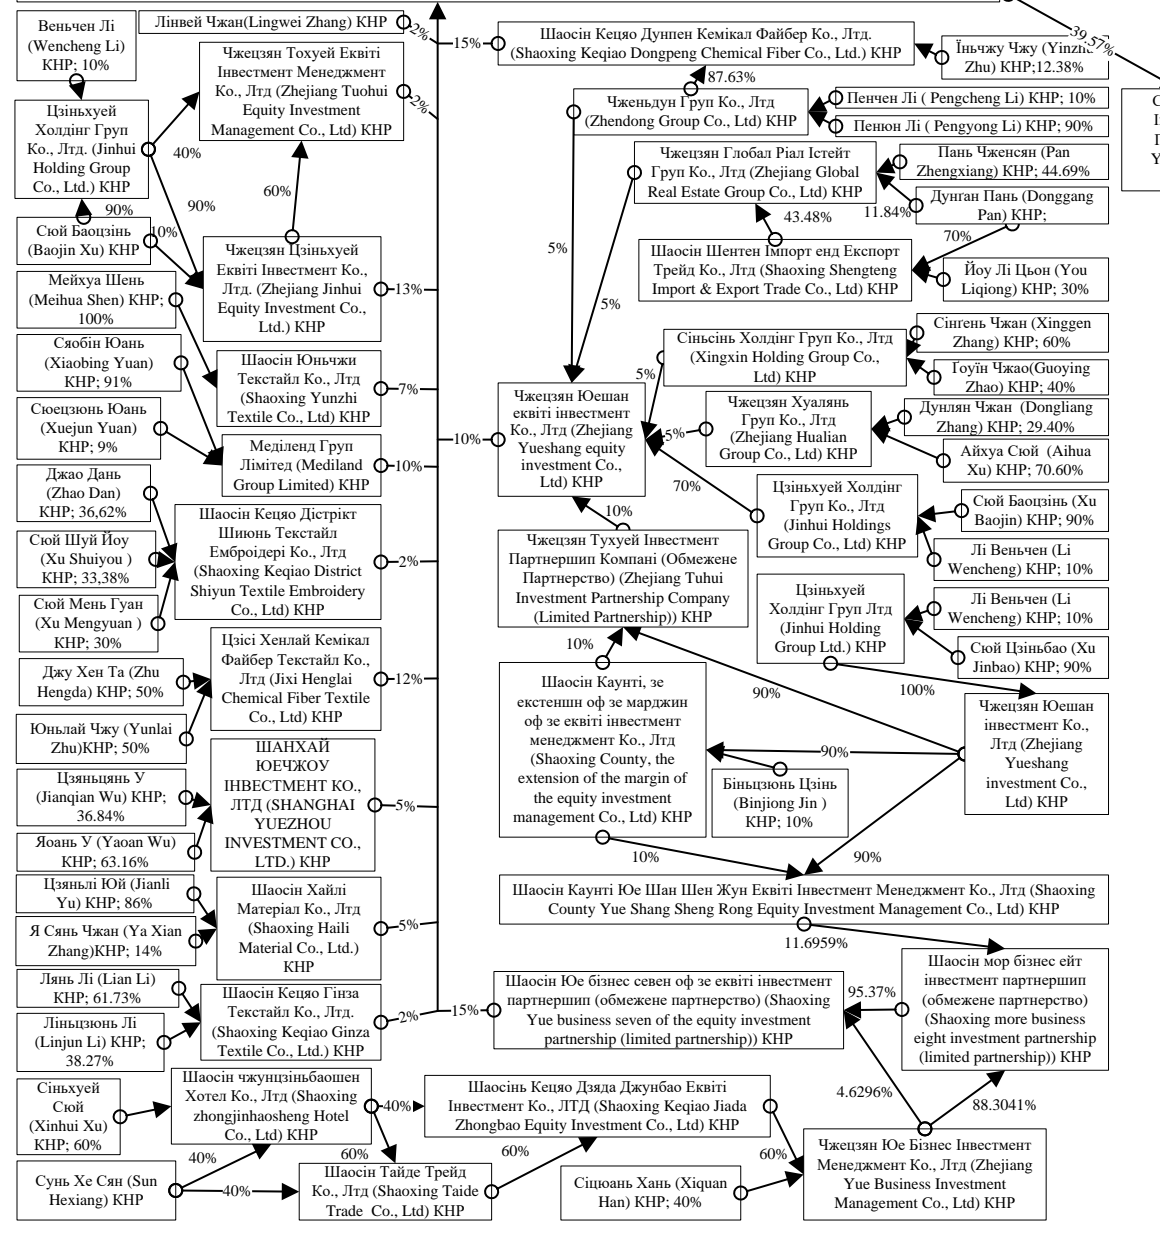 Веньчен Лі
(Wencheng Li)
КНР; 10%
Лінвей Чжан(Lingwei Zhang) КНР
2%
Чжецзян Тохуей Еквіті
Інвестмент Менеджмент
Ко., Лтд (Zhejiang Tuohui
Equity Investment
Management Co., Ltd) КНР
2%
Цзіньхуей
Холдінг Груп
Ко., Лтд. (Jinhui
Holding Group
Co., Ltd.) КНР
40%
90%
60%
90%
10%
Сюй Баоцзінь
(Baojin Xu) КНР
Чжецзян Цзіньхуей
Еквіті Інвестмент Ко.,
Лтд. (Zhejiang Jinhui
Equity Investment Co.,
Ltd.) КНР
13%
Мейхуа Шень
(Meihua Shen) КНР;
100%
Сяобін Юань
(Xiaobing Yuan)
КНР; 91%
Шаосін Юньчжи
Текстайл Ко., Лтд
(Shaoxing Yunzhi
Textile Co., Ltd) КНР
7%
Сюецзюнь Юань
(Xuejun Yuan)
КНР; 9%
Меділенд Груп
Лімітед (Mediland
Group Limited) КНР
10%
Джао Дань
(Zhao Dan)
КНР; 36,62%
Сюй Шуй Йоу
(Xu Shuiyou )
КНР; 33,38%
Сюй Мень Гуан
(Xu Mengyuan )
КНР; 30%
Шаосін Кецяо Дістрікт
Шиюнь Текстайл
Емброідері Ко., Лтд
(Shaoxing Keqiao District
Shiyun Textile Embroidery
Co., Ltd) КНР
2%
Джу Хен Та (Zhu
Hengda) КНР; 50%
Юньлай Чжу (Yunlai
Zhu)КНР; 50%
Цзісі Хенлай Кемікал
Файбер Текстайл Ко.,
Лтд (Jixi Henglai
Chemical Fiber Textile
Co., Ltd) КНР
12%
Цзяньцянь У
(Jianqian Wu) КНР;
36.84%
Яоань У (Yaoan Wu)
КНР; 63.16%
ШАНХАЙ
ЮЕЧЖОУ
ІНВЕСТМЕНТ КО.,
ЛТД (SHANGHAI
YUEZHOU
INVESTMENT CO.,
LTD.) КНР
5%
Цзяньлі Юй (Jianli
Yu) КНР; 86%
Я Сянь Чжан (Ya Xian
Zhang)КНР; 14%
Шаосін Хайлі
Матеріал Ко., Лтд
(Shaoxing Haili
Material Co., Ltd.)
КНР
5%
Лянь Лі (Lian Li)
КНР; 61.73%
Ліньцзюнь Лі
(Linjun Li) КНР;
38.27%
Шаосін Кецяо Гінза
Текстайл Ко., Лтд.
(Shaoxing Keqiao Ginza
Textile Co., Ltd.) КНР
2%
Сіньхуей
Сюй
(Xinhui Xu)
КНР; 60%
Сунь Хе Сян (Sun
Hexiang) КНР
Шаосін чжунцзіньбаошен
Хотел Ко., Лтд (Shaoxing
zhongjinhaosheng Hotel
Co., Ltd) КНР
40%
40%
40%
60%
Шаосін Тайде Трейд
Ко., Лтд (Shaoxing Taide
Trade  Co., Ltd) КНР
60%
Шаосінь Кецяо Дзяда Джунбао Еквіті
Інвестмент Ко., ЛТД (Shaoxing Keqiao Jiada
Zhongbao Equity Investment Co., Ltd) КНР
60%
Сіцюань Хань (Xiquan
Han) КНР; 40%
Чжецзян Юе Бізнес Інвестмент
Менеджмент Ко., Лтд (Zhejiang
Yue Business Investment
Management Co., Ltd) КНР
4.6296%
88.3041%
15%
Шаосін Юе бізнес севен оф зе еквіті інвестмент
партнершип (обмежене партнерство) (Shaoxing
Yue business seven of the equity investment
partnership (limited partnership)) КНР
95.37%
Шаосін мор бізнес ейт
інвестмент партнершип
(обмежене партнерство)
(Shaoxing more business
eight investment partnership
(limited partnership)) КНР
11.6959%
Шаосін Каунті Юе Шан Шен Жун Еквіті Інвестмент Менеджмент Ко., Лтд (Shaoxing
County Yue Shang Sheng Rong Equity Investment Management Co., Ltd) КНР
10%
90%
Шаосін Каунті, зе
екстеншн оф зе марджин
оф зе еквіті інвестмент
менеджмент Ко., Лтд
(Shaoxing County, the
extension of the margin of
the equity investment
management Co., Ltd) КНР
90%
Біньцзюнь Цзінь
(Binjiong Jin )
КНР; 10%
Чжецзян Юешан
інвестмент Ко.,
Лтд (Zhejiang
Yueshang
investment Co.,
Ltd) КНР
10%
90%
100%
Чжецзян Тухуей Інвестмент
Партнершип Компані (Обмежене
Партнерство) (Zhejiang Tuhui
Investment Partnership Company
(Limited Partnership)) КНР
10%
Цзіньхуей
Холдінг Груп Лтд
(Jinhui Holding
Group Ltd.) КНР
Лі Веньчен (Li
Wencheng) КНР; 10%
Сюй Цзіньбао (Xu
Jinbao) КНР; 90%
Цзіньхуей Холдінг
Груп Ко., Лтд
(Jinhui Holdings
Group Co., Ltd) КНР
70%
Сюй Баоцзінь (Xu
Baojin) КНР; 90%
Лі Веньчен (Li
Wencheng) КНР; 10%
10%
Чжецзян Юешан
еквіті інвестмент
Ко., Лтд (Zhejiang
Yueshang equity
investment Co.,
Ltd) КНР
5%
Чжецзян Хуалянь
Груп Ко., Лтд
(Zhejiang Hualian
Group Co., Ltd) КНР
Дунлян Чжан  (Dongliang
Zhang) КНР; 29.40%
Айхуа Сюй  (Aihua
Xu) КНР; 70.60%
5%
Сіньсінь Холдінг Груп Ко., Лтд
(Xingxin Holding Group Co.,
Ltd) КНР
Сінґень Чжан (Xinggen
Zhang) КНР; 60%
Ґоуїн Чжао(Guoying
Zhao) КНР; 40%
5%
5%
Шаосін Шентен Імпорт енд Експорт
Трейд Ко., Лтд (Shaoxing Shengteng
Import & Export Trade Co., Ltd) КНР
43.48%
70%
Йоу Лі Цьон (You
Liqiong) КНР; 30%
Чжецзян Глобал Ріал Істейт
Груп Ко., Лтд (Zhejiang Global
Real Estate Group Co., Ltd) КНР
11.84%
Пань Чженсян (Pan
Zhengxiang) КНР; 44.69%
Дунґан Пань (Donggang
Pan) КНР;
Чженьдун Груп Ко., Лтд
(Zhendong Group Co., Ltd) КНР
87.63%
Пенчен Лі ( Pengcheng Li) КНР; 10%
Пенюн Лі ( Pengyong Li) КНР; 90%
15%
Шаосін Кецяо Дунпен Кемікал Файбер Ко., Лтд.
(Shaoxing Keqiao Dongpeng Chemical Fiber Co., Ltd.) КНР
Їньчжу Чжу (Yinzhu
Zhu) КНР;12.38%
39.57%